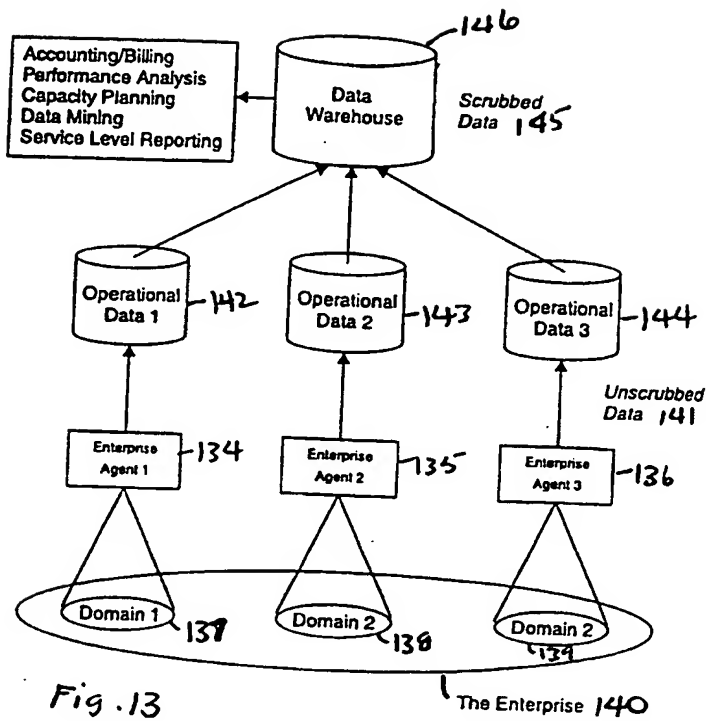 146
Accounting/Billing
Performance Analysis
Capacity Planning
Data Mining
Service Level Reporting
Data
Warehouse
Scrubbed
Data 145
Operational
Data 1
142
Operational
Data 2
143
Operational
Data 3
144
Unscrubbed
Data 141
Enterprise
Agent 1
134
Enterprise
Agent 2
135
Enterprise
Agent 3
136
Domain 1
Domain 2
138
Domain 2
139
Fig. 13
The Enterprise 140